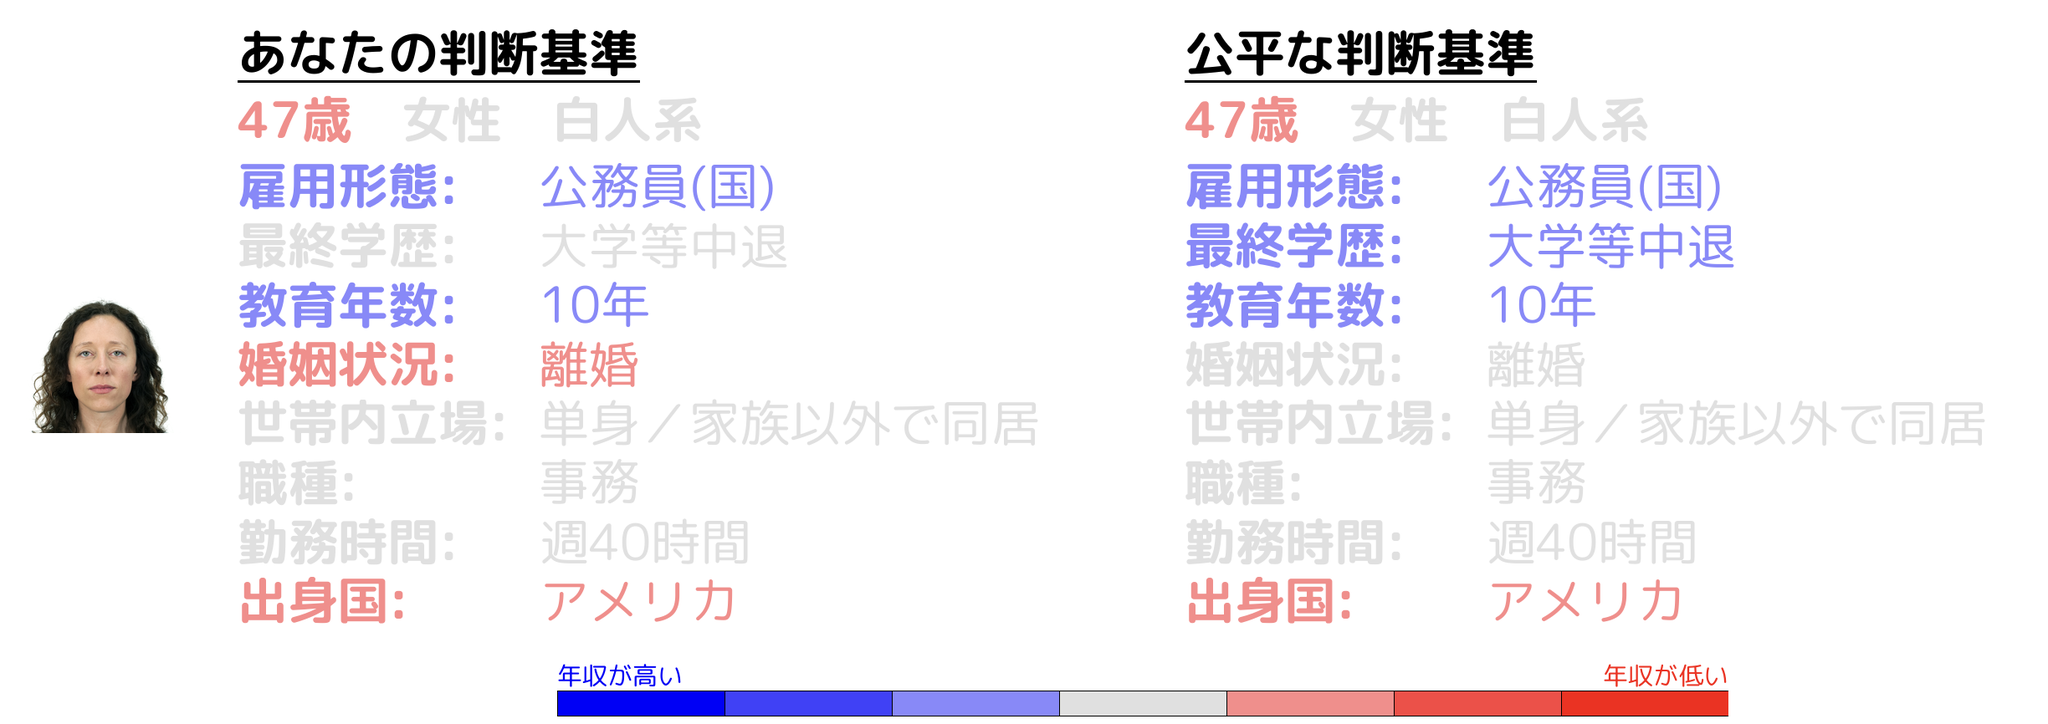 あなたの判断基準
47歳 女性 白人系
雇用形態: 公務員(国)
最終学歴: 大学等中退
教育年数: 10年
婚姻状況: 離婚
世帯内立場: 単身／家族以外で同居
職種: 事務
勤務時間: 週40時間
出身国: アメリカ
公平な判断基準
47歳 女性 白人系
雇用形態: 公務員(国)
最終学歴: 大学等中退
教育年数: 10年
婚姻状況: 離婚
世帯内立場: 単身／家族以外で同居
職種: 事務
勤務時間: 週40時間
出身国: アメリカ
年収が高い
年収が低い